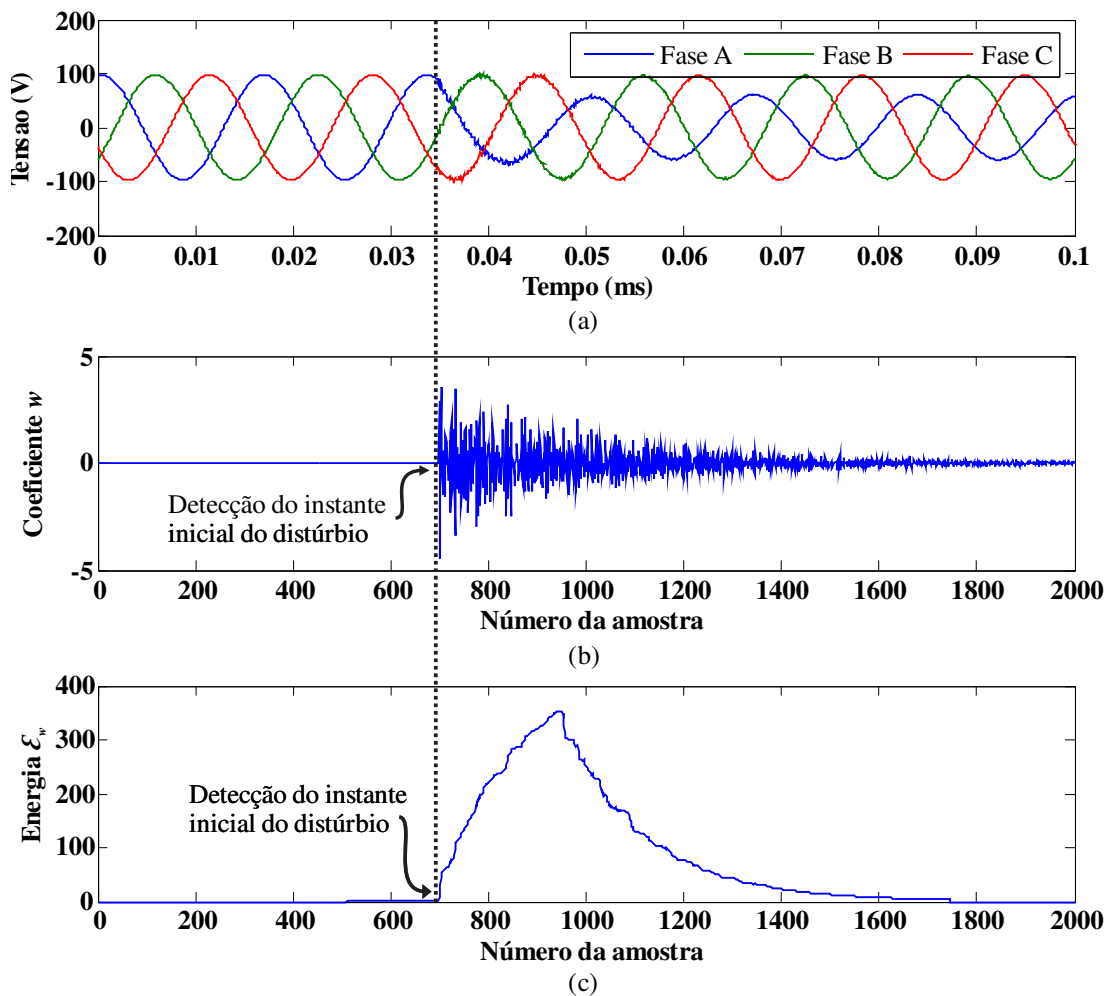 Fase A Fase B Fase C
Tensao (V)
200
100
0
-100
-200
0 0.01 0.02 0.03 0.04 0.05 0.06 0.07 0.08 0.09 0.1
Tempo (ms)
(a)
Coeficiente w
5
0
-5
Detecção do instante
inicial do distúrbio
0 200 400 600 800 1000 1200 1400 1600 1800 2000
Número da amostra
(b)
Energia ℰw
400
300
200
100
0
Detecção do instante
inicial do distúrbio
0 200 400 600 800 1000 1200 1400 1600 1800 2000
Número da amostra
(c)